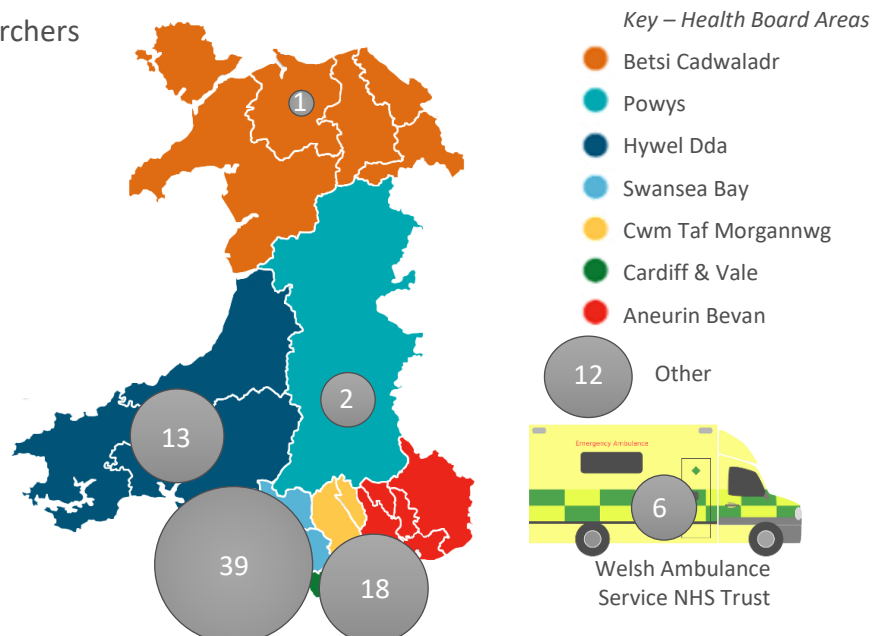 rchers
Key – Health Board Areas
Betsi Cadwaladr
Powys
Hywel Dda
Swansea Bay
Cwm Taf Morgannwg
Cardiff & Vale
Aneurin Bevan
12 Other
1
2
13
39
18
Emergency Ambulance
6
Welsh Ambulance
Service NHS Trust